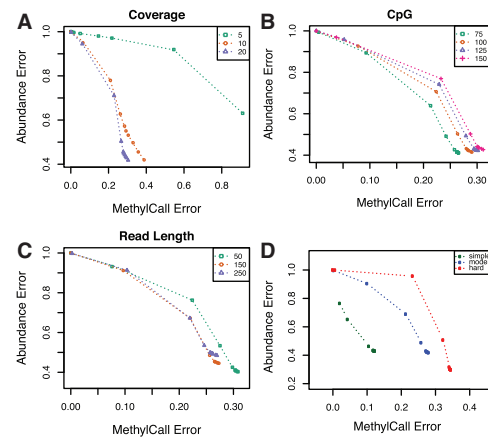 A
Coverage
Abundance Error
1.0
0.8
0.6
0.4
5
10
20
0.0
0.2
0.4
0.6
0.8
MethylCall Error
B
CpG
Abundance Error
1.0
0.8
0.6
0.4
75
100
125
150
0.00
0.10
0.20
0.30
MethylCall Error
C
Read Length
Abundance Error
1.0
0.8
0.6
0.4
50
150
250
0.00
0.10
0.20
0.30
MethylCall Error
D
Abundance Error
1.0
0.8
0.6
0.4
0.2
simple
mode
hard
0.0
0.1
0.2
0.3
0.4
MethylCall Error